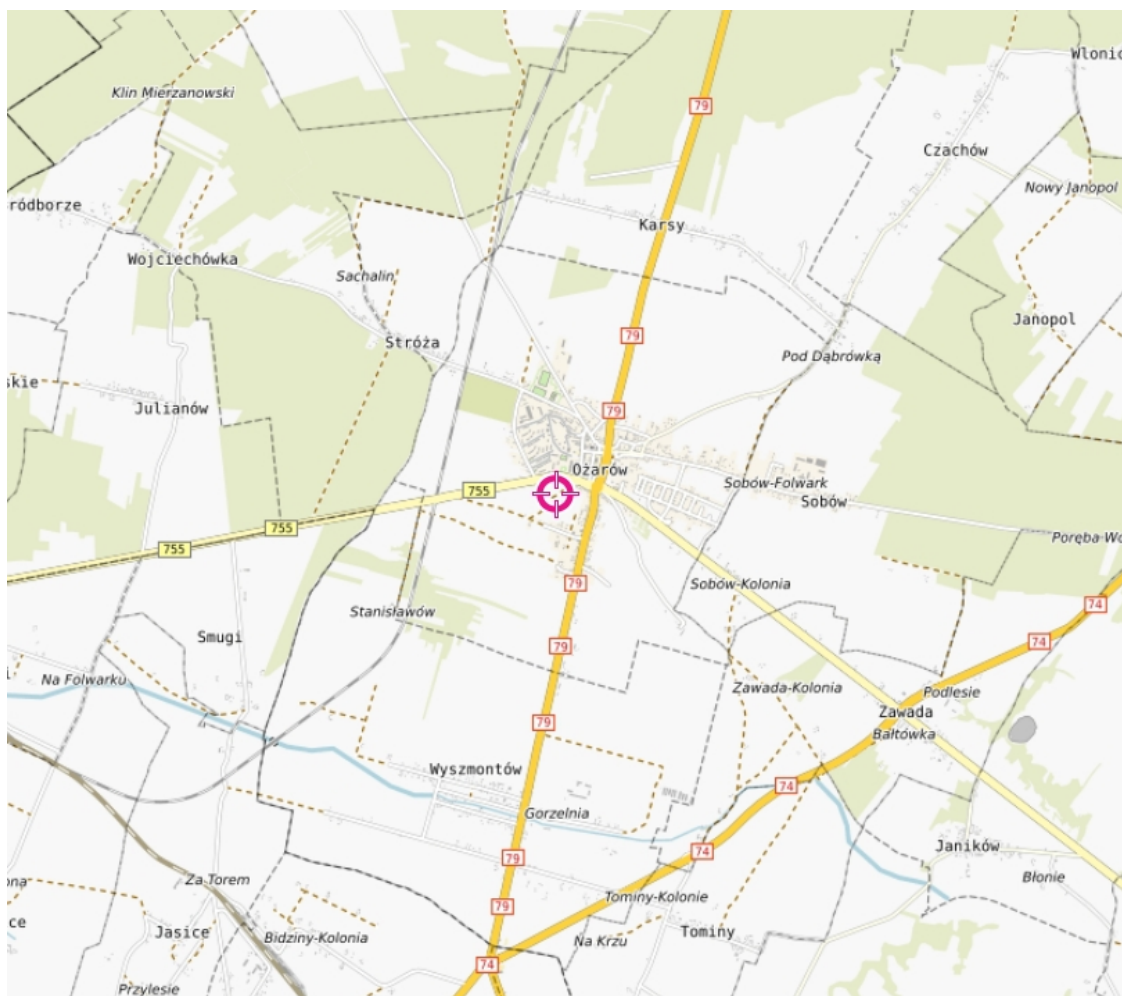 Wlonic
Klin Mierzanowski
79
Czachów
Nowy Janopol
ródborze
Karsy
Wojciechówka
Sachalin
Janopol
79
Stróża
Pod Dąbrówką
skie
Julianów
79
Ożarów
755
Sobów-Folwark
Sobów
755
755
Poręba-Wo
79
Sobów-Kolonia
74
Stanisławów
Smugi
74
79
Na Folwarku
Zawada-Kolonia
Podlesie
Zawada
79
Bałtówka
Wyszmontów
74
Gorzelnia
74
Janików
79
Za Torem
ona
Błonie
Tominy-Kolonie
79
ce
Jasice
Bidziny-Kolonia
Na Krzu
Tominy
74
Przylesie